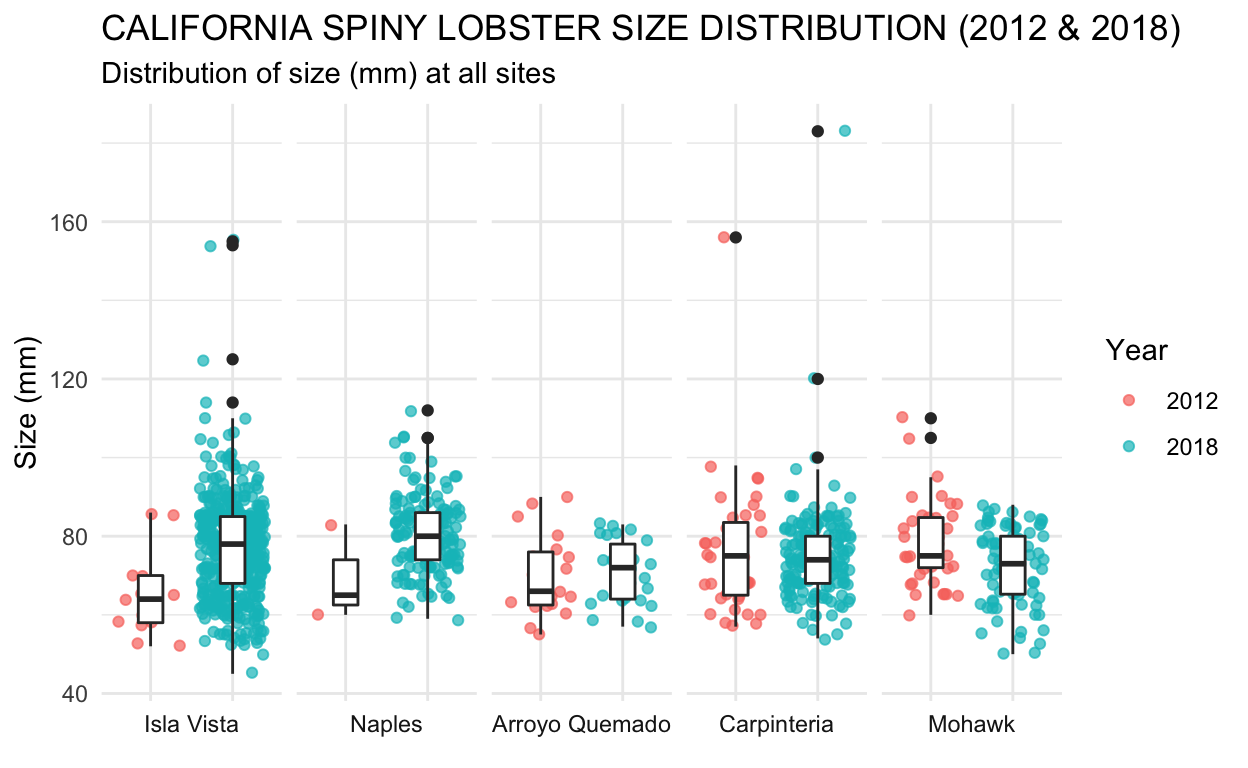 CALIFORNIA SPINY LOBSTER SIZE DISTRIBUTION (2012 & 2018)
Distribution of size (mm) at all sites
Size (mm)
160
120
80
40
Isla Vista
Naples
Arroyo Quemado
Carpinteria
Mohawk
Year
2012
2018